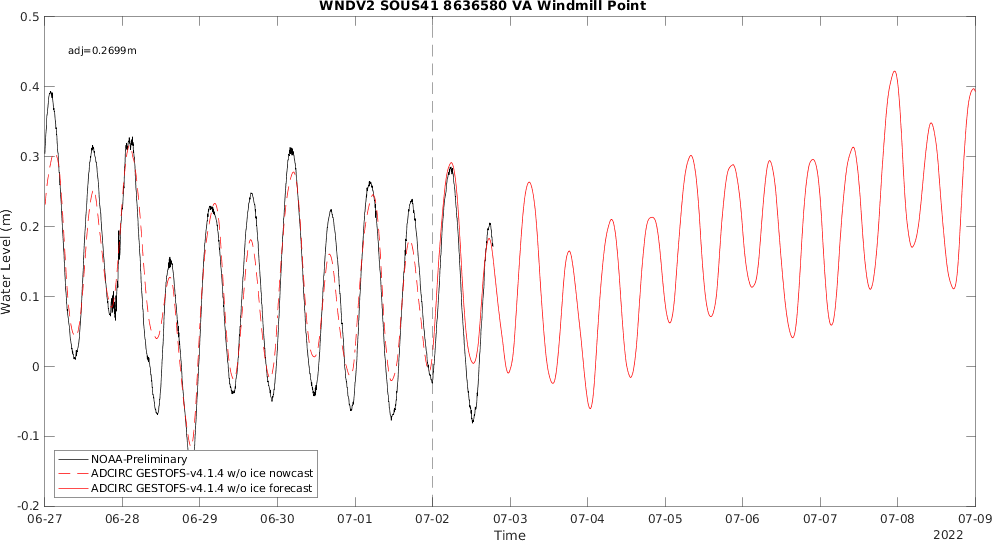 WNDV2 SOUS41 8636580 VA Windmill Point
adj=0.2699m
0.5
0.4
0.3
0.2
0.1
0
-0.1
-0.2
Water Level (m)
NOAA-Preliminary
ADCIRC GESTOFS-v4.1.4 w/o ice nowcast
ADCIRC GESTOFS-v4.1.4 w/o ice forecast
06-27 06-28 06-29 06-30 07-01 07-02 07-03 07-04 07-05 07-06 07-07 07-08 07-09
Time
2022